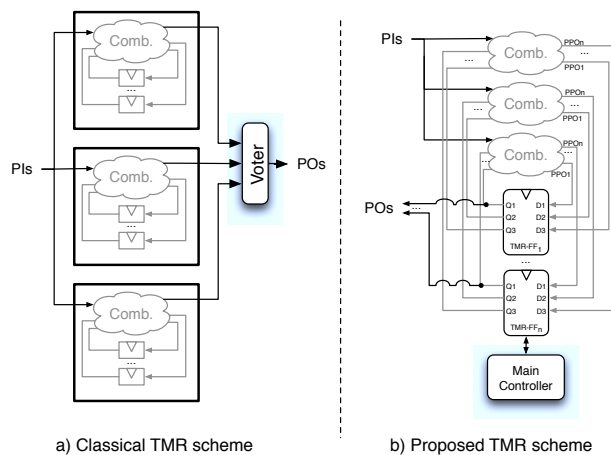 Comb.
...
PIs
Comb.
...
Voter
POs
Comb.
...
a) Classical TMR scheme
PIs
Comb.
PPOn
...
...
PPO1
Comb.
PPOn
...
...
PPO1
Comb.
PPOn
...
...
PPO1
POs
...
Q1 D1
Q2 D2
Q3 D3
TMR-FF1
...
Q1 D1
Q2 D2
Q3 D3
TMR-FFn
Main
Controller
b) Proposed TMR scheme